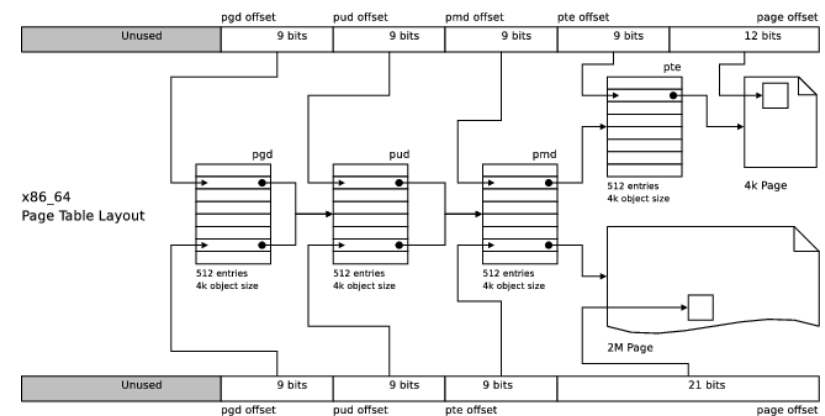 pgd offset pud offset pmd offset pte offset page offset
Unused 9 bits 9 bits 9 bits 9 bits 12 bits
pte
pgd pud pmd
512 entries
4k object size
4k Page
x86_64
Page Table Layout
512 entries
4k object size
512 entries
4k object size
512 entries
4k object size
2M Page
Unused 9 bits 9 bits 9 bits 21 bits
pgd offset pud offset pte offset page offset